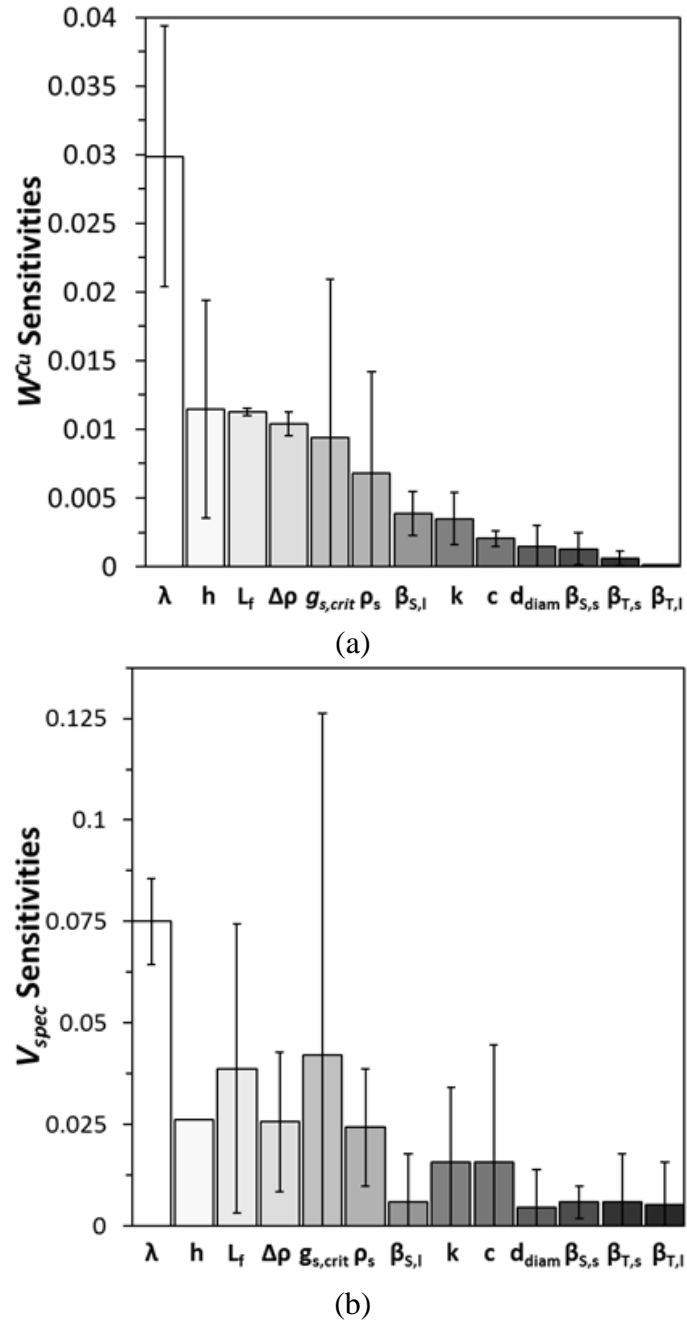 0.04
0.035
0.03
0.025
0.02
0.015
0.01
0.005
0
W^Cu Sensitivities
λ h L_f Δρ g_s,crit ρ_s β_S,l k c d_diam β_S,s β_T,s β_T,l
(a)
0.125
0.1
0.075
0.05
0.025
0
V_spec Sensitivities
λ h L_f Δρ g_s,crit ρ_s β_S,l k c d_diam β_S,s β_T,s β_T,l
(b)